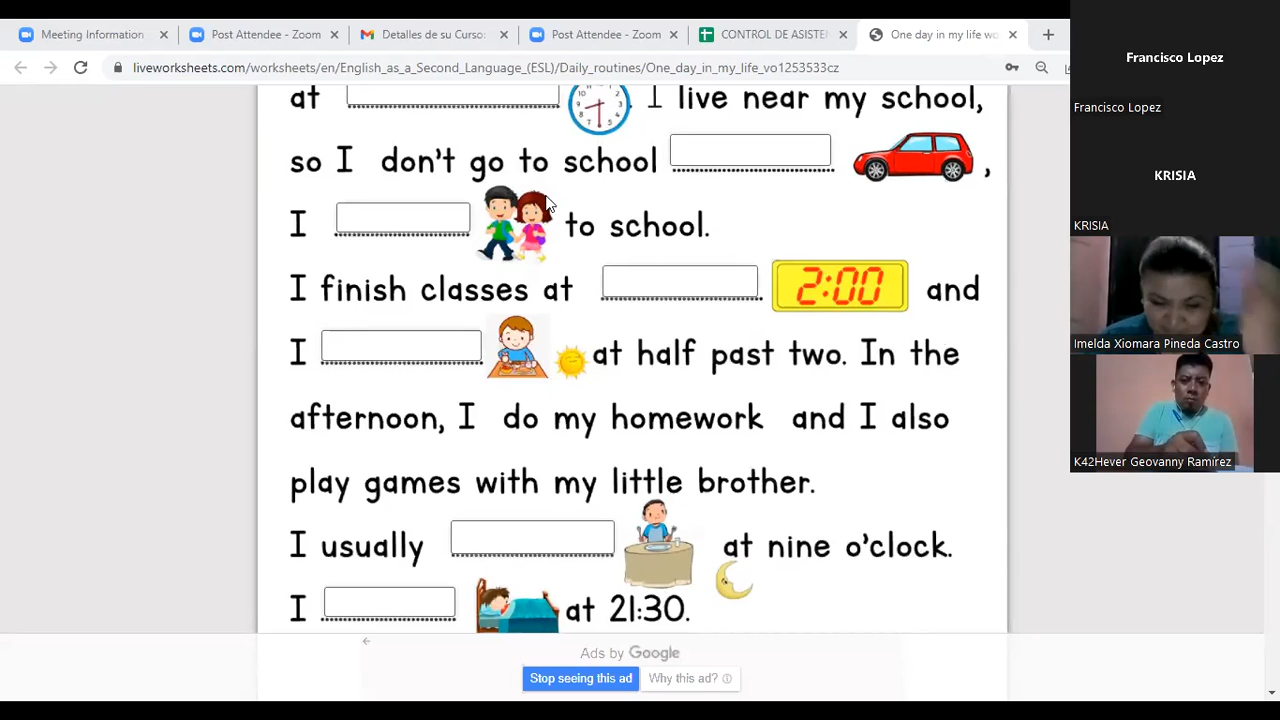 Meeting Information
Post Attendee - Zoom
Detalles de su Curso:
Post Attendee - Zoom
CONTROL DE ASISTEN
One day in my life wo
liveworksheets.com/worksheets/en/English_as_a_Second_Language_(ESL)/Daily_routines/One_day_in_my_life_vo1253533cz
at I live near my school,
so I don't go to school ,
I to school.
I finish classes at 2:00 and
I at half past two. In the
afternoon, I do my homework and I also
play games with my little brother.
I usually at nine o'clock.
I at 21:30.
Ads by Google
Stop seeing this ad
Why this ad?
Francisco Lopez
Francisco Lopez
KRISIA
KRISIA
Imelda Xiomara Pineda Castro
K42Hever Geovanny Ramírez